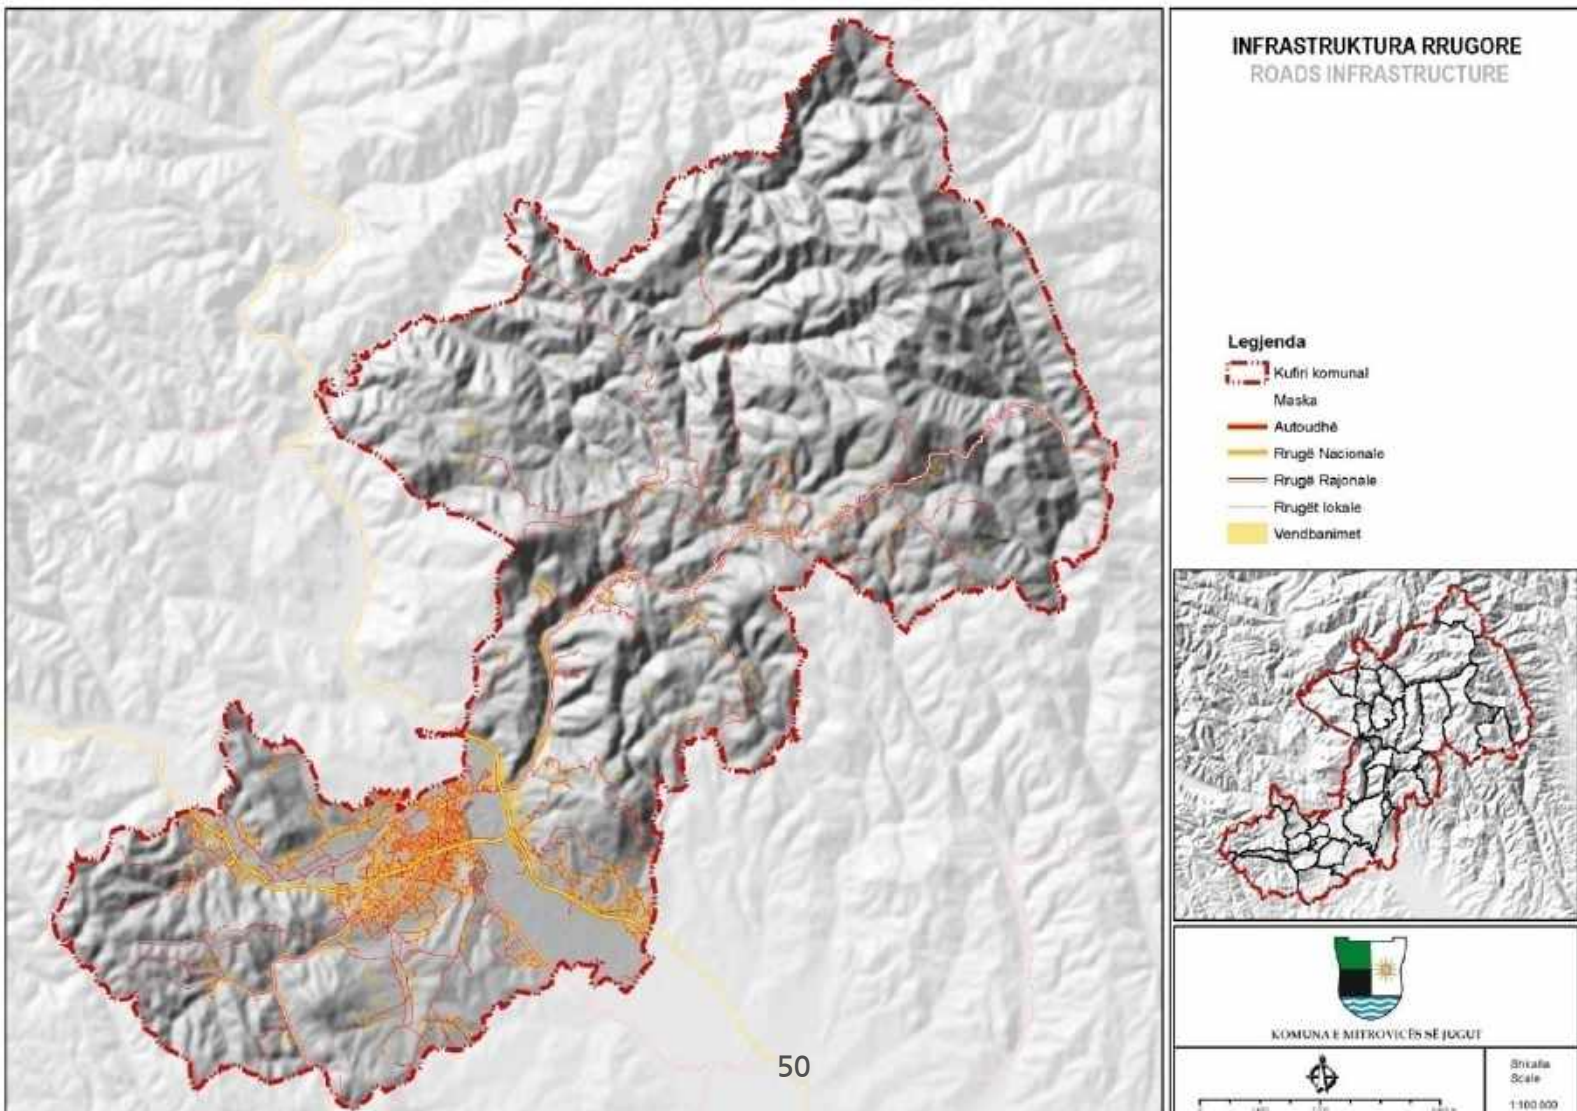 INFRASTRUKTURA RRUGORE
ROADS INFRASTRUCTURE
Legjenda
Kufiri komunal
Maska
Autoudhë
Rrugë Nacionale
Rrugë Rajonale
Rrugët lokale
Vendbanimet
KOMUNA E MITROVICËS SË JUGUT
Shkalla
Scale
1:100 000
50